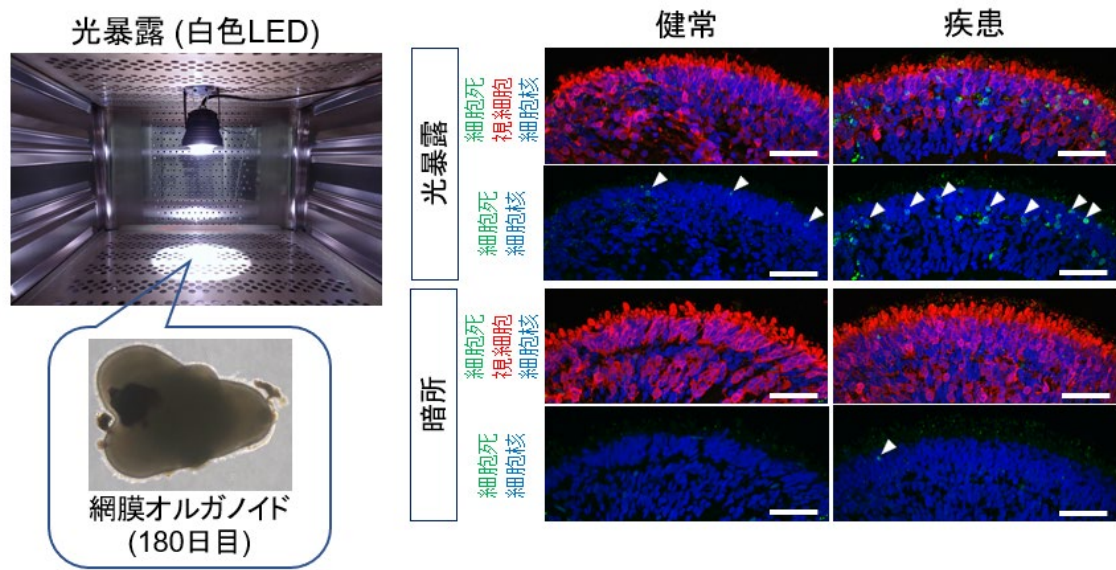 光暴露 (白色LED)
網膜オルガノイド
(180日目)
健常
疾患
光暴露
細胞死
視細胞
細胞核
細胞死
細胞核
暗所
細胞死
視細胞
細胞核
細胞死
細胞核